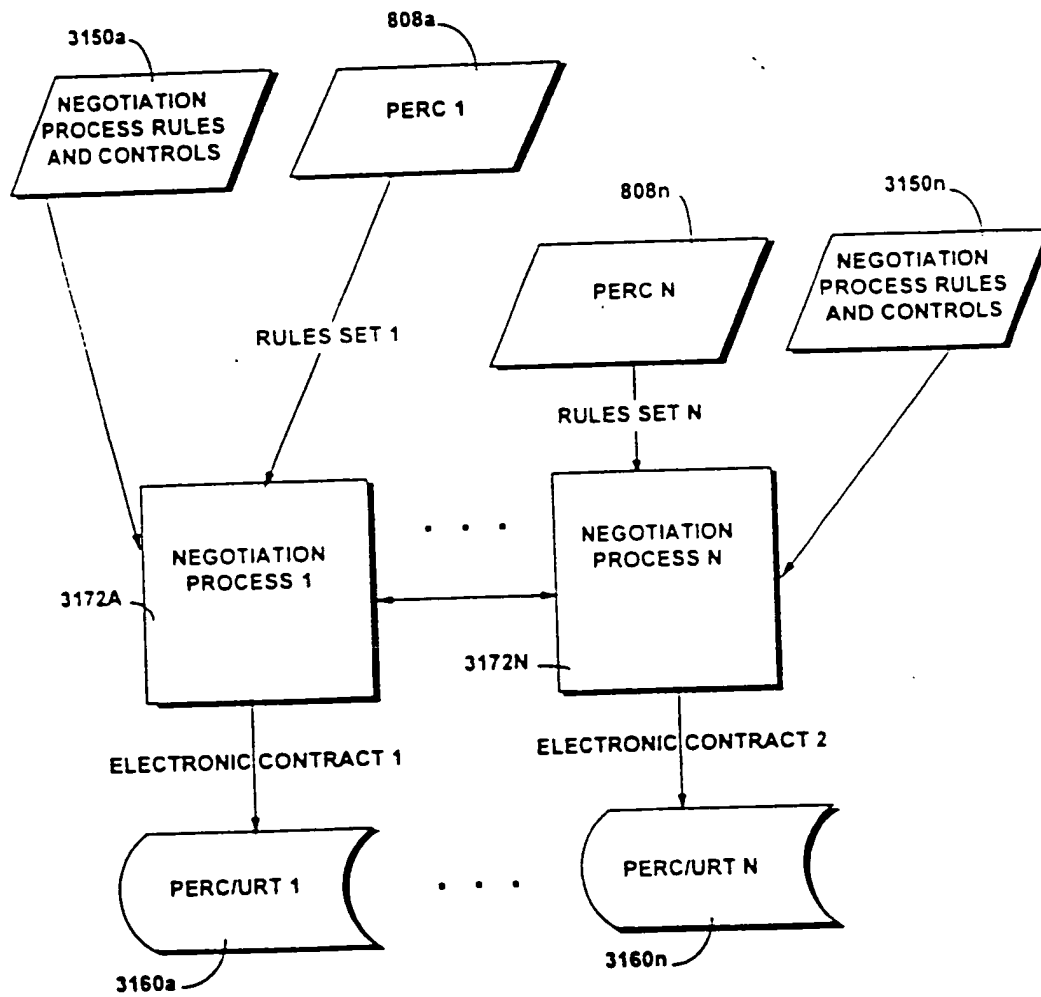 3150a
808a
NEGOTIATION
PROCESS RULES
AND CONTROLS
PERC 1
808n
3150n
PERC N
NEGOTIATION
PROCESS RULES
AND CONTROLS
RULES SET 1
RULES SET N
NEGOTIATION
PROCESS 1
NEGOTIATION
PROCESS N
3172A
3172N
ELECTRONIC CONTRACT 1
ELECTRONIC CONTRACT 2
PERC/URT 1
PERC/URT N
3160a
3160n